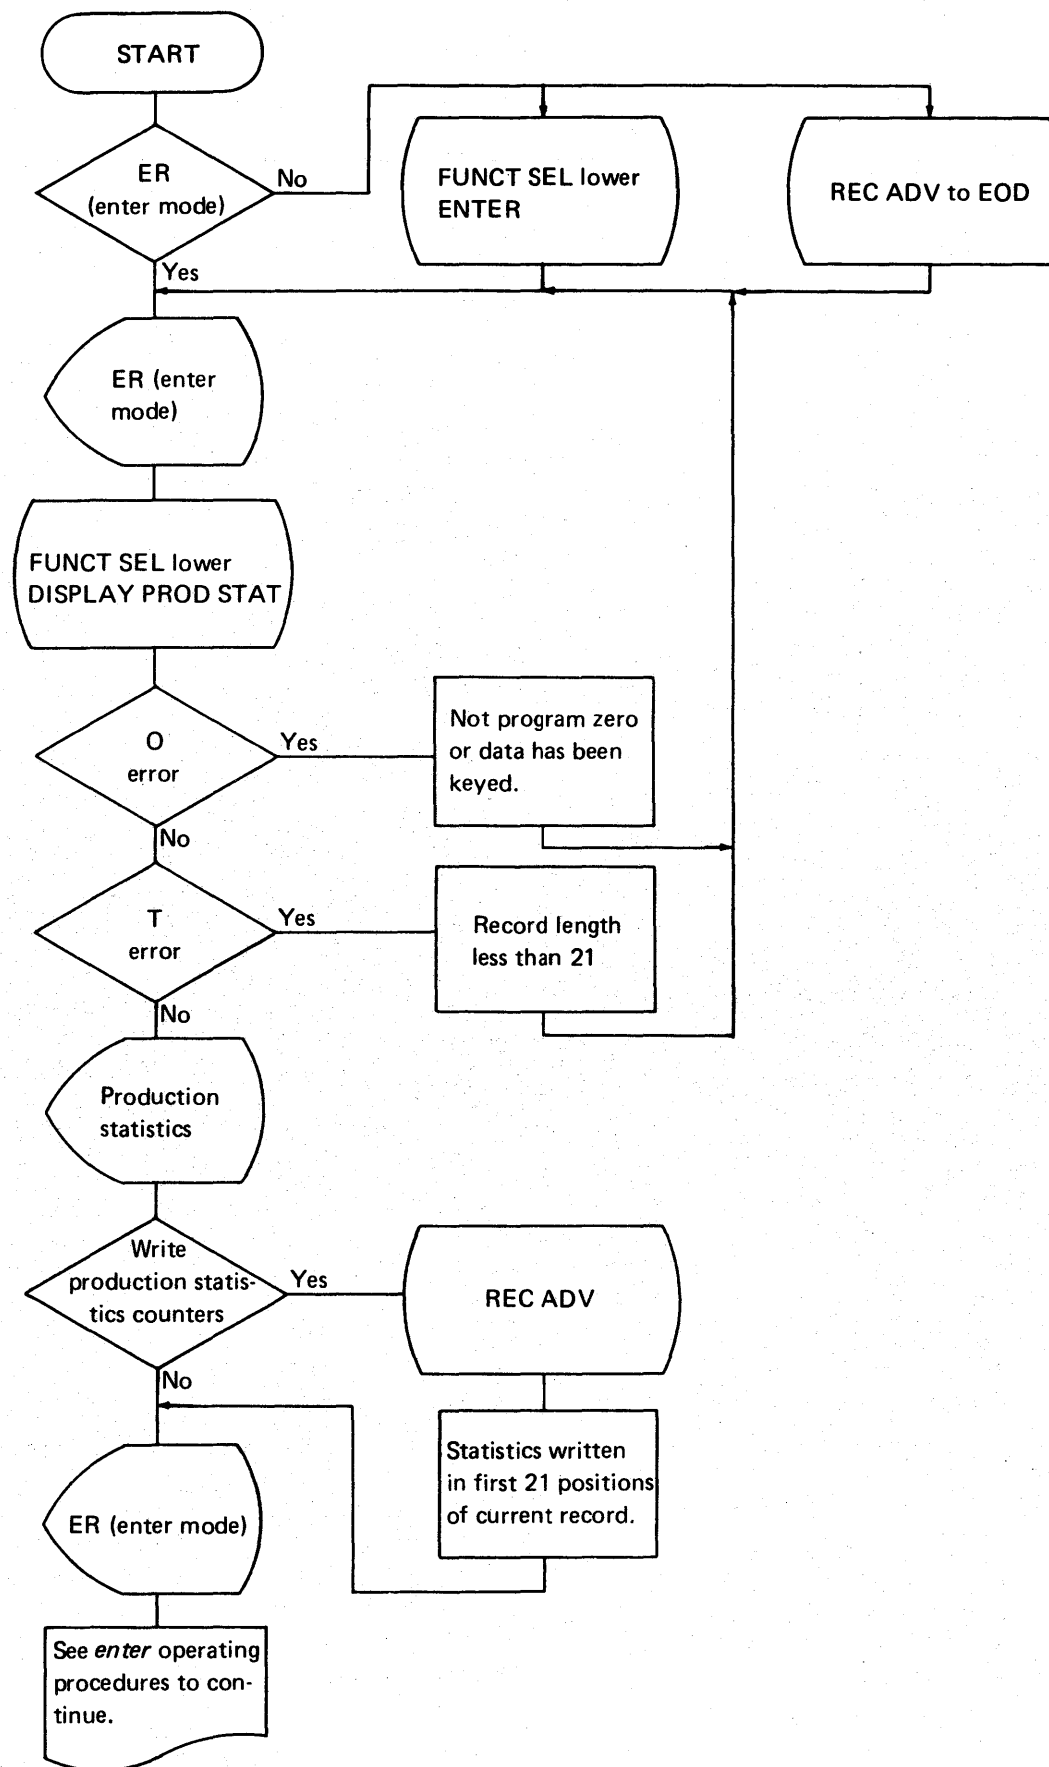 START
ER
(enter mode)
No
FUNCT SEL lower
ENTER
REC ADV to EOD
Yes
ER (enter
mode)
FUNCT SEL lower
DISPLAY PROD STAT
O
error
Yes
Not program zero
or data has been
keyed.
No
T
error
Yes
Record length
less than 21
No
Production
statistics
Write
production statis-
tics counters
Yes
REC ADV
No
Statistics written
in first 21 positions
of current record.
ER (enter mode)
See enter operating
procedures to con-
tinue.